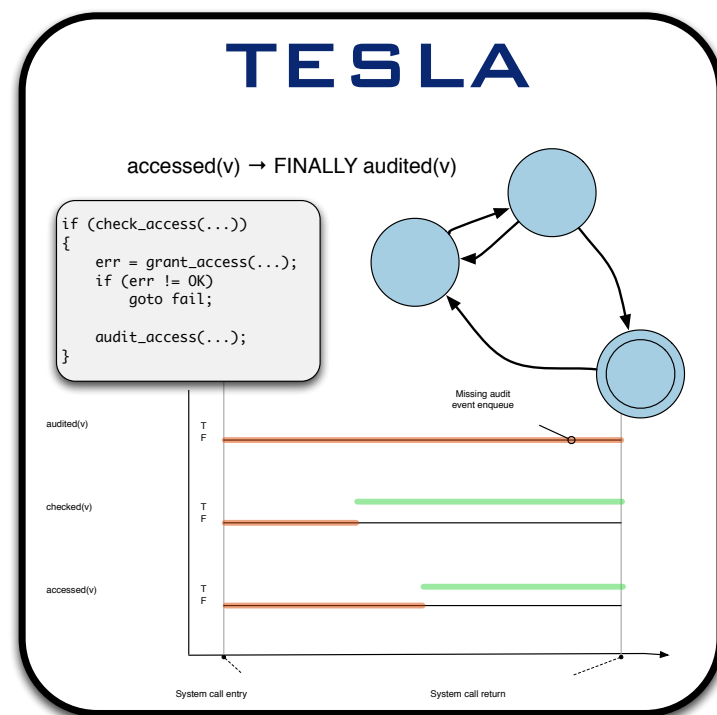 TESLA
accessed(v) → FINALLY audited(v)
if (check_access(...))
{
    err = grant_access(...);
    if (err != OK)
        goto fail;
    audit_access(...);
}
Missing audit
event enqueue
audited(v)
T
F
checked(v)
T
F
accessed(v)
T
F
System call entry
System call return